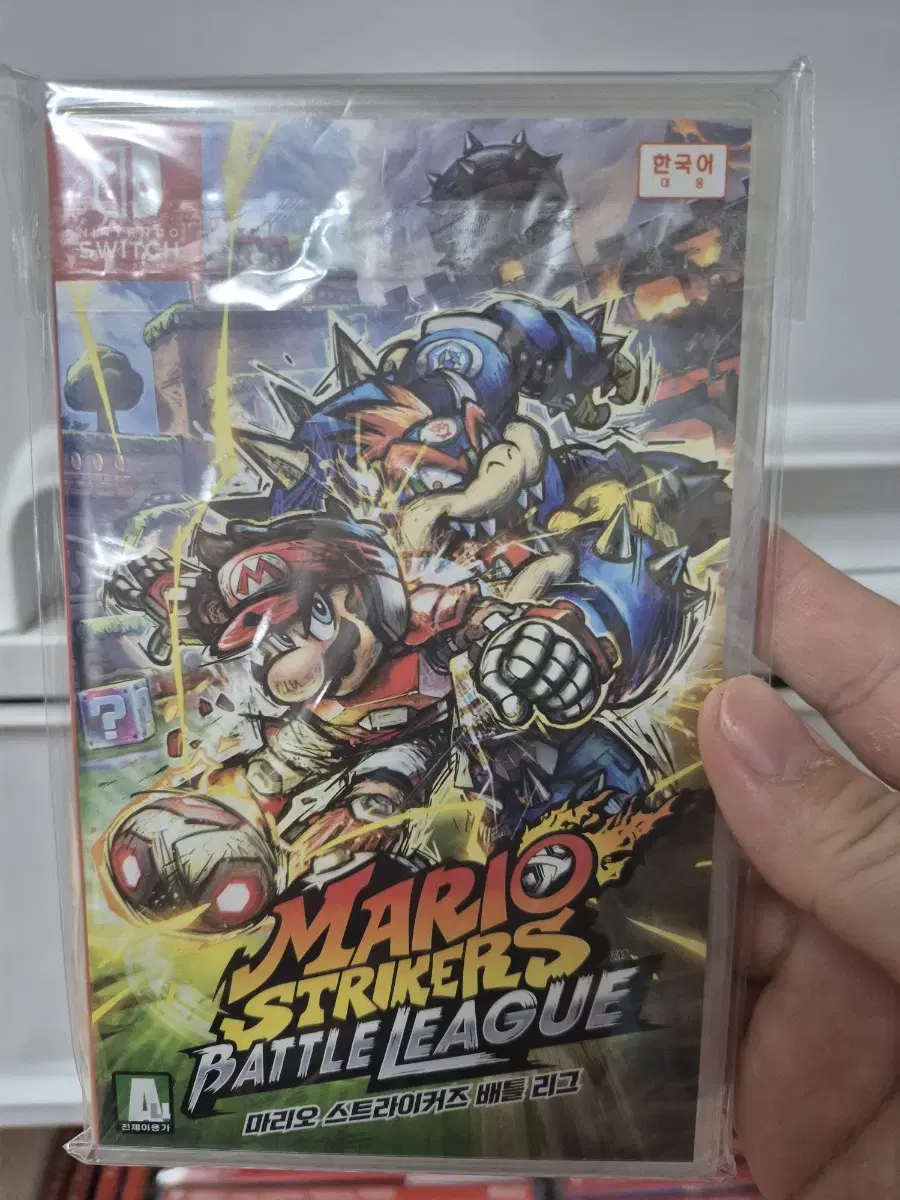 NINTENDO
SWITCH
한국어
대 응
M
?
MARIO
STRIKERS
BATTLE LEAGUE
마리오 스트라이커즈 배틀 리그
ALL
전체이용가